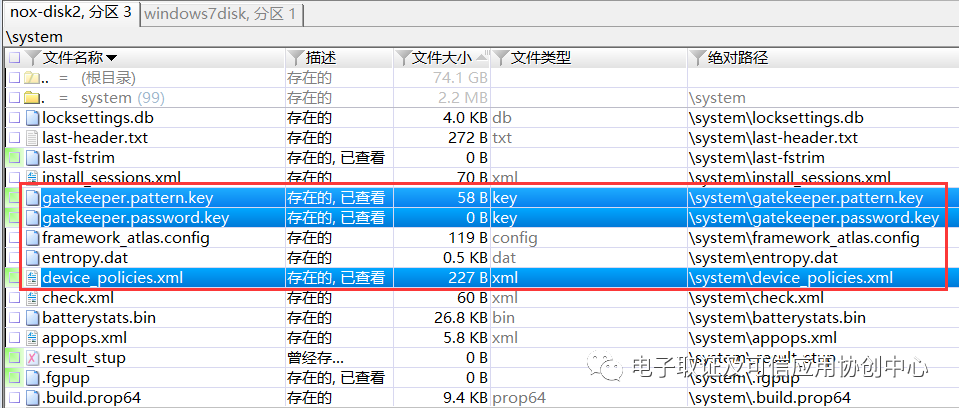 nox-disk2, 分区 3 windows7disk, 分区 1
\system
文件名称 描述 文件大小 文件类型 绝对路径
.. = (根目录) 存在的 74.1 GB
. = system (99) 存在的 2.2 MB \system
locksettings.db 存在的 4.0 KB db \system\locksettings.db
last-header.txt 存在的 272 B txt \system\last-header.txt
last-fstrim 存在的, 已查看 0 B \system\last-fstrim
install_sessions.xml 存在的 70 B xml \system\install_sessions.xml
gatekeeper.pattern.key 存在的, 已查看 58 B key \system\gatekeeper.pattern.key
gatekeeper.password.key 存在的, 已查看 0 B key \system\gatekeeper.password.key
framework_atlas.config 存在的 119 B config \system\framework_atlas.config
entropy.dat 存在的 0.5 KB dat \system\entropy.dat
device_policies.xml 存在的, 已查看 227 B xml \system\device_policies.xml
check.xml 存在的 60 B xml \system\check.xml
batterystats.bin 存在的 26.8 KB bin \system\batterystats.bin
appops.xml 存在的 5.8 KB xml \system\appops.xml
.result_stup 曾经存... 0 B \system\.result_stup
.fgpup 存在的, 已查看 0 B \system\.fgpup
.build.prop64 存在的 9.4 KB prop64 \system\.build.prop64
电子取证及可信应用协创中心